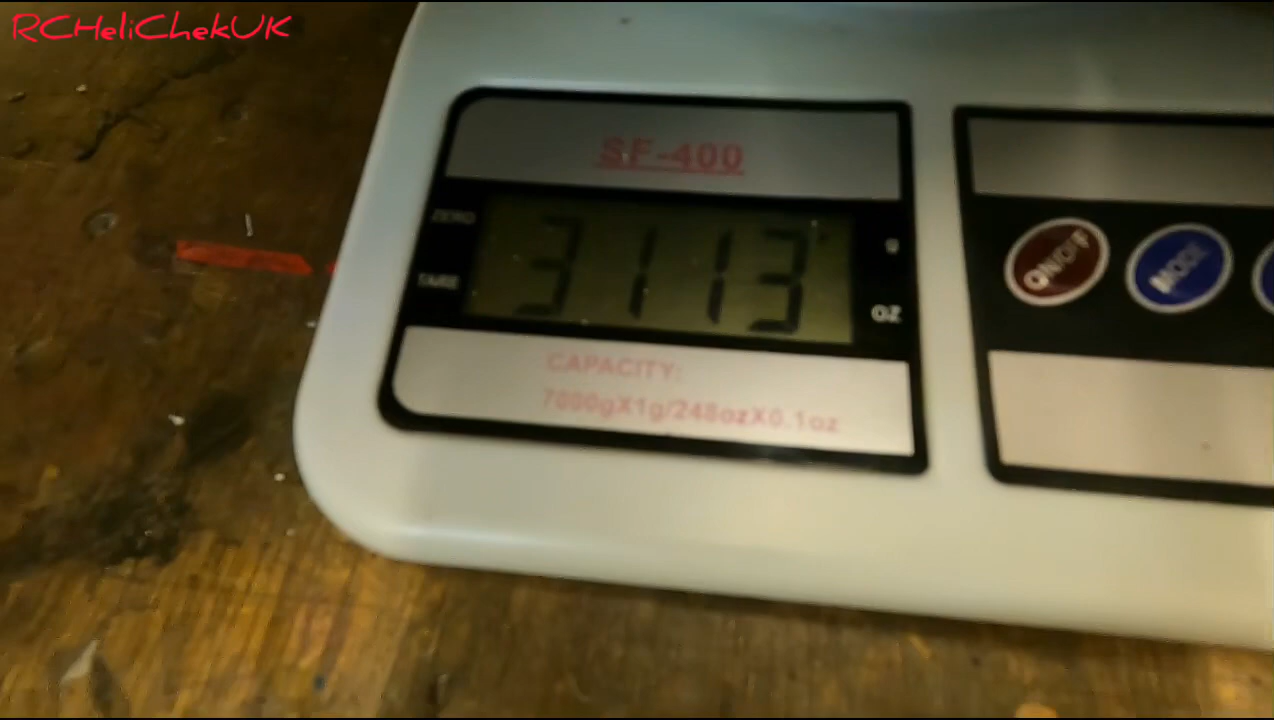 RCHeliChekUK
SF-400
ZERO
TARE
3113
g
OZ
CAPACITY:
7000gX1g/248ozX0.1oz
ON/OFF
MODE